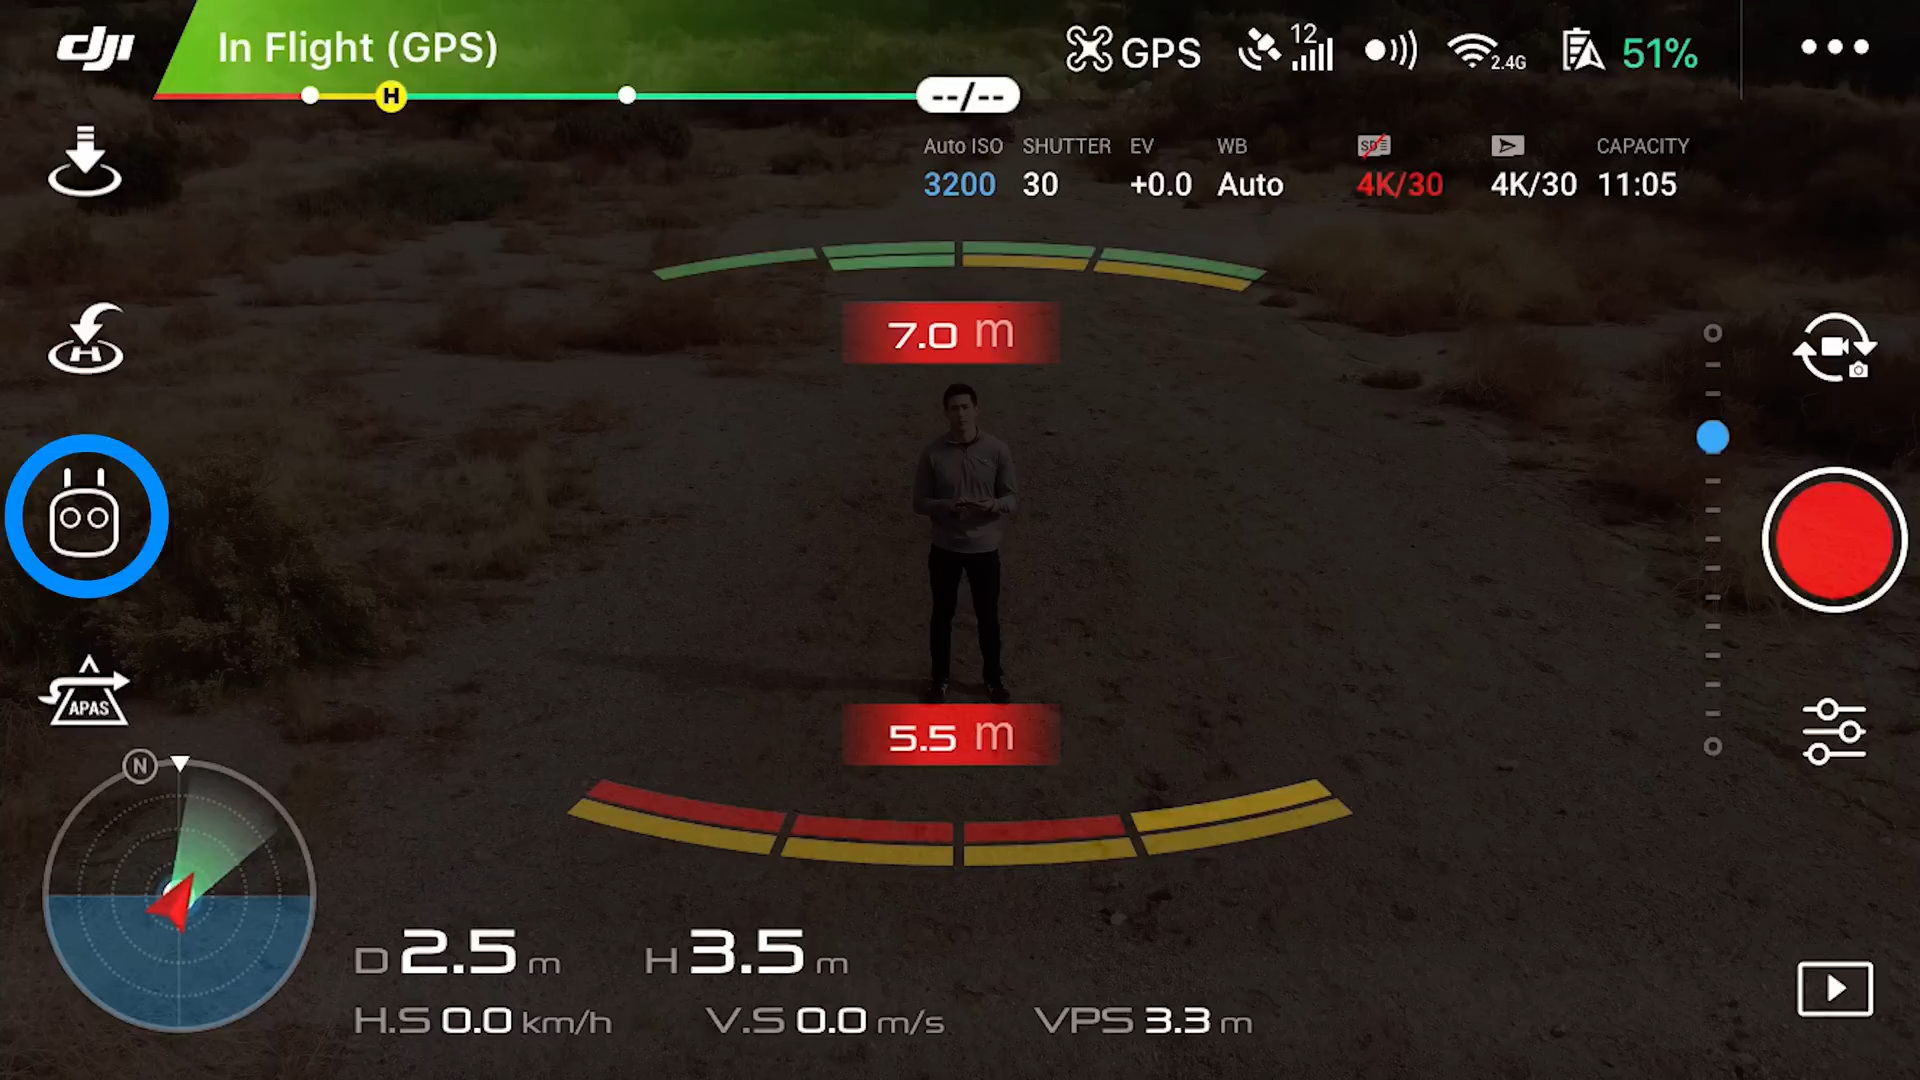 dji
In Flight (GPS)
GPS
12
2.4G
51%
H
--/--
Auto ISO SHUTTER EV WB SD CAPACITY
3200 30 +0.0 Auto 4K/30 4K/30 11:05
H
7.0 m
5.5 m
APAS
N
D 2.5 m H 3.5 m
H.S 0.0 km/h V.S 0.0 m/s VPS 3.3 m